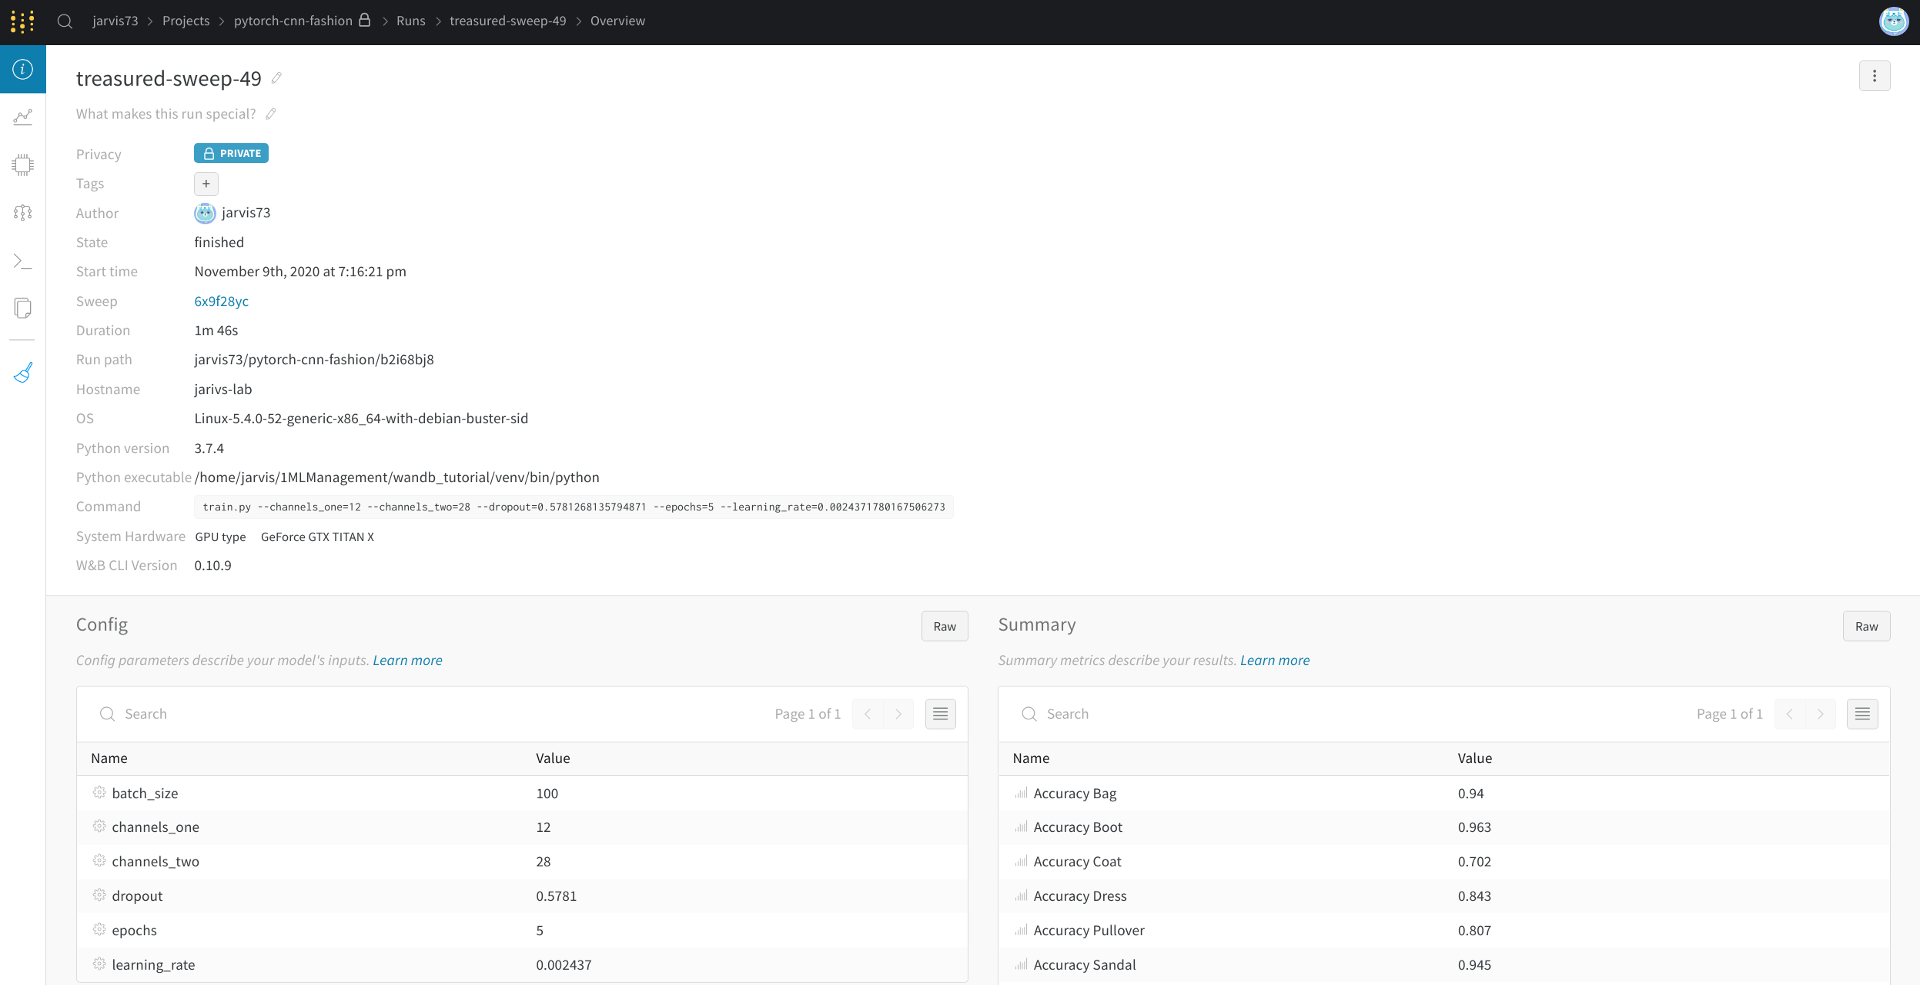 jarvis73 > Projects > pytorch-cnn-fashion > Runs > treasured-sweep-49 > Overview
treasured-sweep-49
What makes this run special?
Privacy PRIVATE
Tags +
Author jarvis73
State finished
Start time November 9th, 2020 at 7:16:21 pm
Sweep 6x9f28yc
Duration 1m 46s
Run path jarvis73/pytorch-cnn-fashion/b2i68bj8
Hostname jarivs-lab
OS Linux-5.4.0-52-generic-x86_64-with-debian-buster-sid
Python version 3.7.4
Python executable /home/jarvis/1MLManagement/wandb_tutorial/venv/bin/python
Command train.py --channels_one=12 --channels_two=28 --dropout=0.5781268135794871 --epochs=5 --learning_rate=0.0024371780167506273
System Hardware GPU type GeForce GTX TITAN X
W&B CLI Version 0.10.9
Config Raw
Config parameters describe your model's inputs. Learn more
Search Page 1 of 1
Name Value
batch_size 100
channels_one 12
channels_two 28
dropout 0.5781
epochs 5
learning_rate 0.002437
Summary Raw
Summary metrics describe your results. Learn more
Search Page 1 of 1
Name Value
Accuracy Bag 0.94
Accuracy Boot 0.963
Accuracy Coat 0.702
Accuracy Dress 0.843
Accuracy Pullover 0.807
Accuracy Sandal 0.945